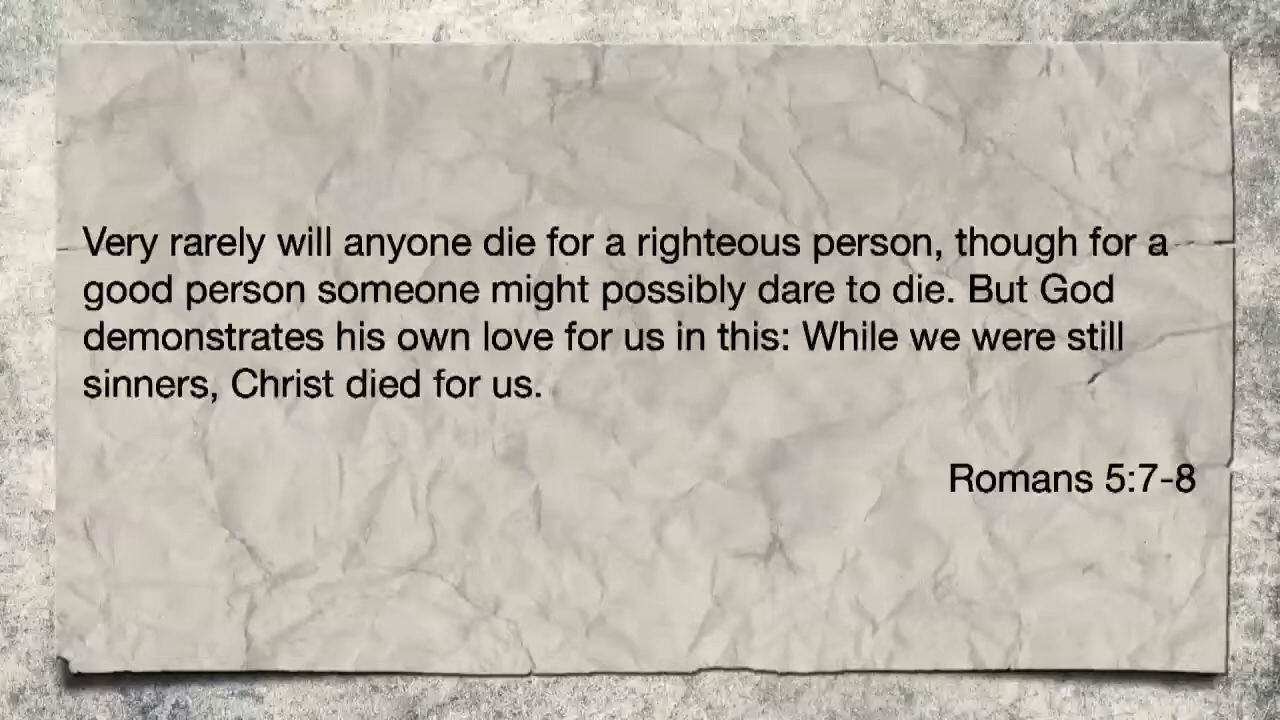 Very rarely will anyone die for a righteous person, though for a
good person someone might possibly dare to die. But God
demonstrates his own love for us in this: While we were still
sinners, Christ died for us.
Romans 5:7-8